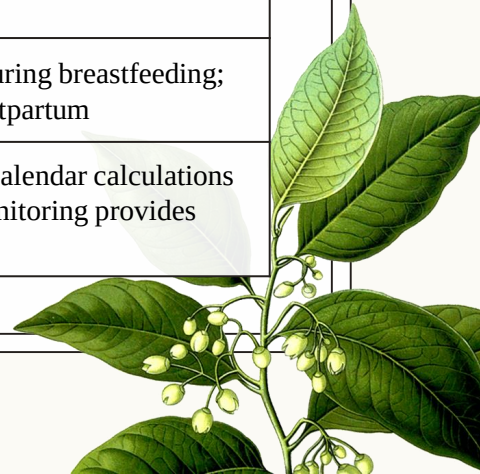 uring breastfeeding;
tpartum
alendar calculations
nitoring provides